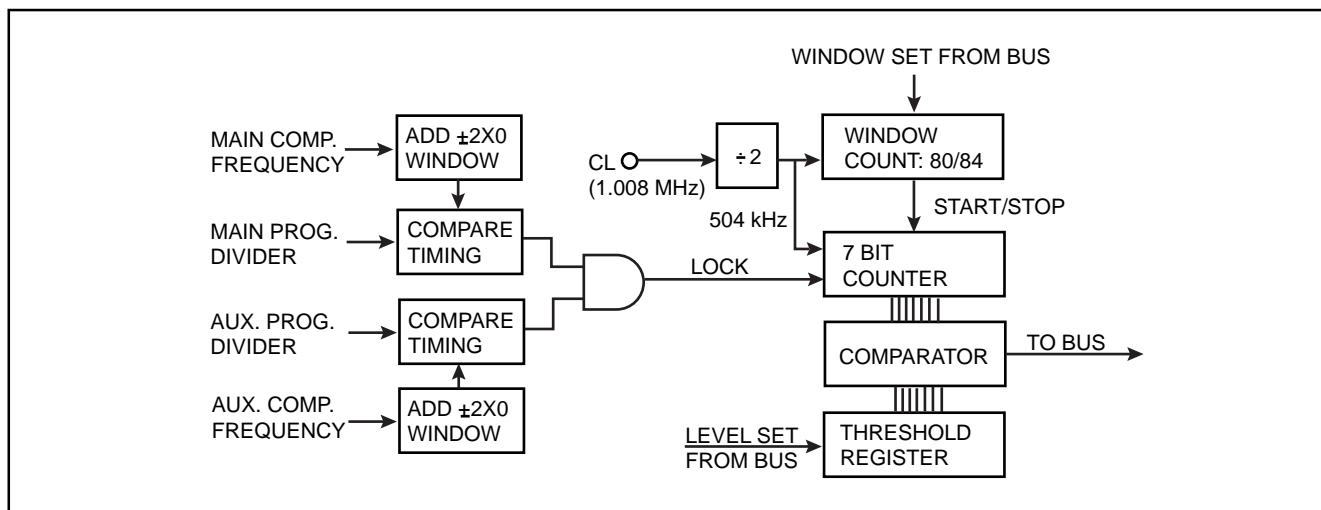 WINDOW SET FROM BUS
MAIN COMP.
FREQUENCY
ADD ±2X0
WINDOW
CL
(1.008 MHz)
÷2
WINDOW
COUNT: 80/84
START/STOP
504 kHz
MAIN PROG.
DIVIDER
COMPARE
TIMING
LOCK
7 BIT
COUNTER
AUX. PROG.
DIVIDER
COMPARE
TIMING
COMPARATOR
TO BUS
AUX. COMP.
FREQUENCY
ADD ±2X0
WINDOW
LEVEL SET
FROM BUS
THRESHOLD
REGISTER